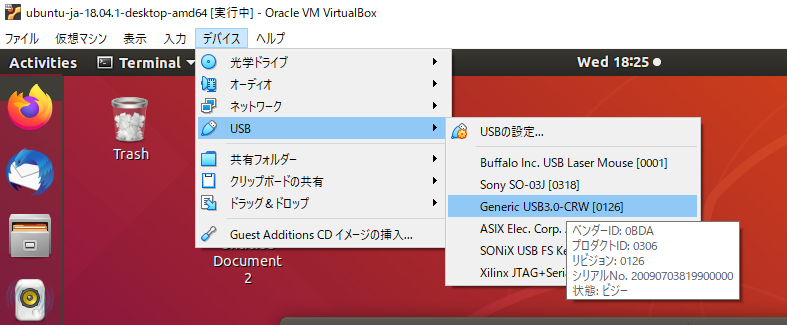 ubuntu-ja-18.04.1-desktop-amd64 [実行中] - Oracle VM VirtualBox
ファイル 仮想マシン 表示 入力 デバイス ヘルプ
Activities Terminal Wed 18:25
光学ドライブ
オーディオ
ネットワーク
USB
共有フォルダー
クリップボードの共有
ドラッグ&ドロップ
Guest Additions CD イメージの挿入...
USBの設定...
Buffalo Inc. USB Laser Mouse [0001]
Sony SO-03J [0318]
Generic USB3.0-CRW [0126]
ASIX Elec. Corp.
SONiX USB FS Ke
Xilinx JTAG+Seri
ベンダーID: 0BDA
プロダクトID: 0306
リビジョン: 0126
シリアルNo. 20090703819900000
状態: ビジー
Trash
Document
2